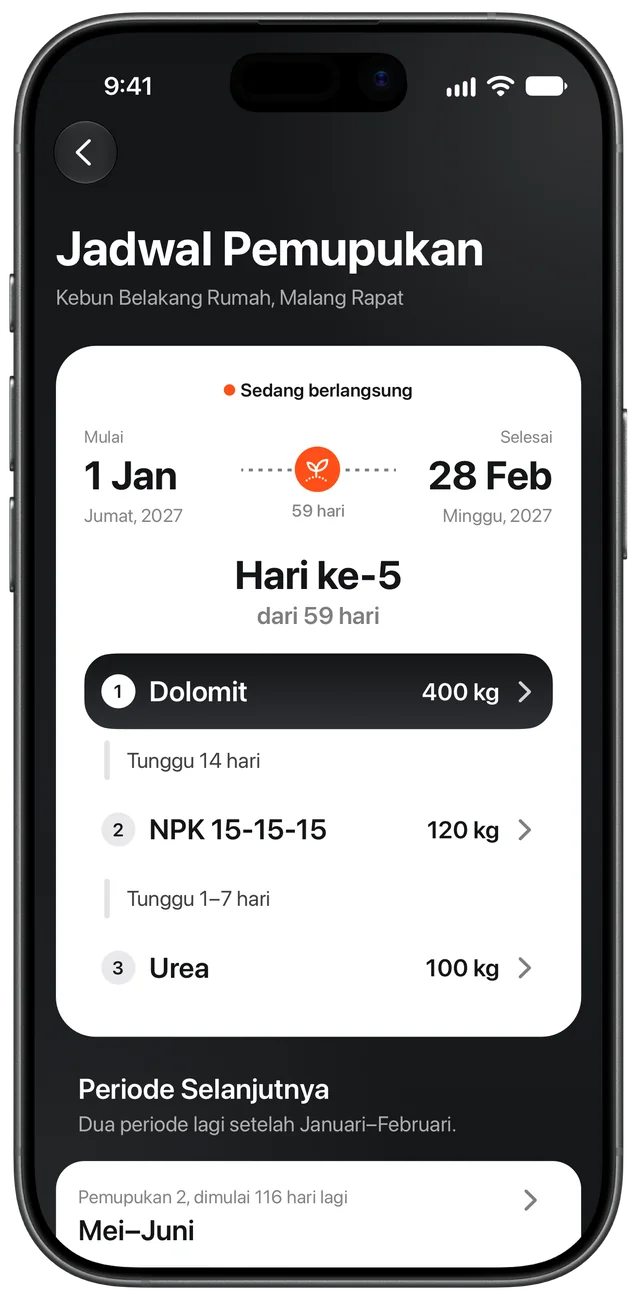 9:41
Jadwal Pemupukan
Kebun Belakang Rumah, Malang Rapat
Sedang berlangsung
Mulai
1 Jan
Jumat, 2027
59 hari
Selesai
28 Feb
Minggu, 2027
Hari ke-5
dari 59 hari
1 Dolomit 400 kg
Tunggu 14 hari
2 NPK 15-15-15 120 kg
Tunggu 1–7 hari
3 Urea 100 kg
Periode Selanjutnya
Dua periode lagi setelah Januari–Februari.
Pemupukan 2, dimulai 116 hari lagi
Mei–Juni